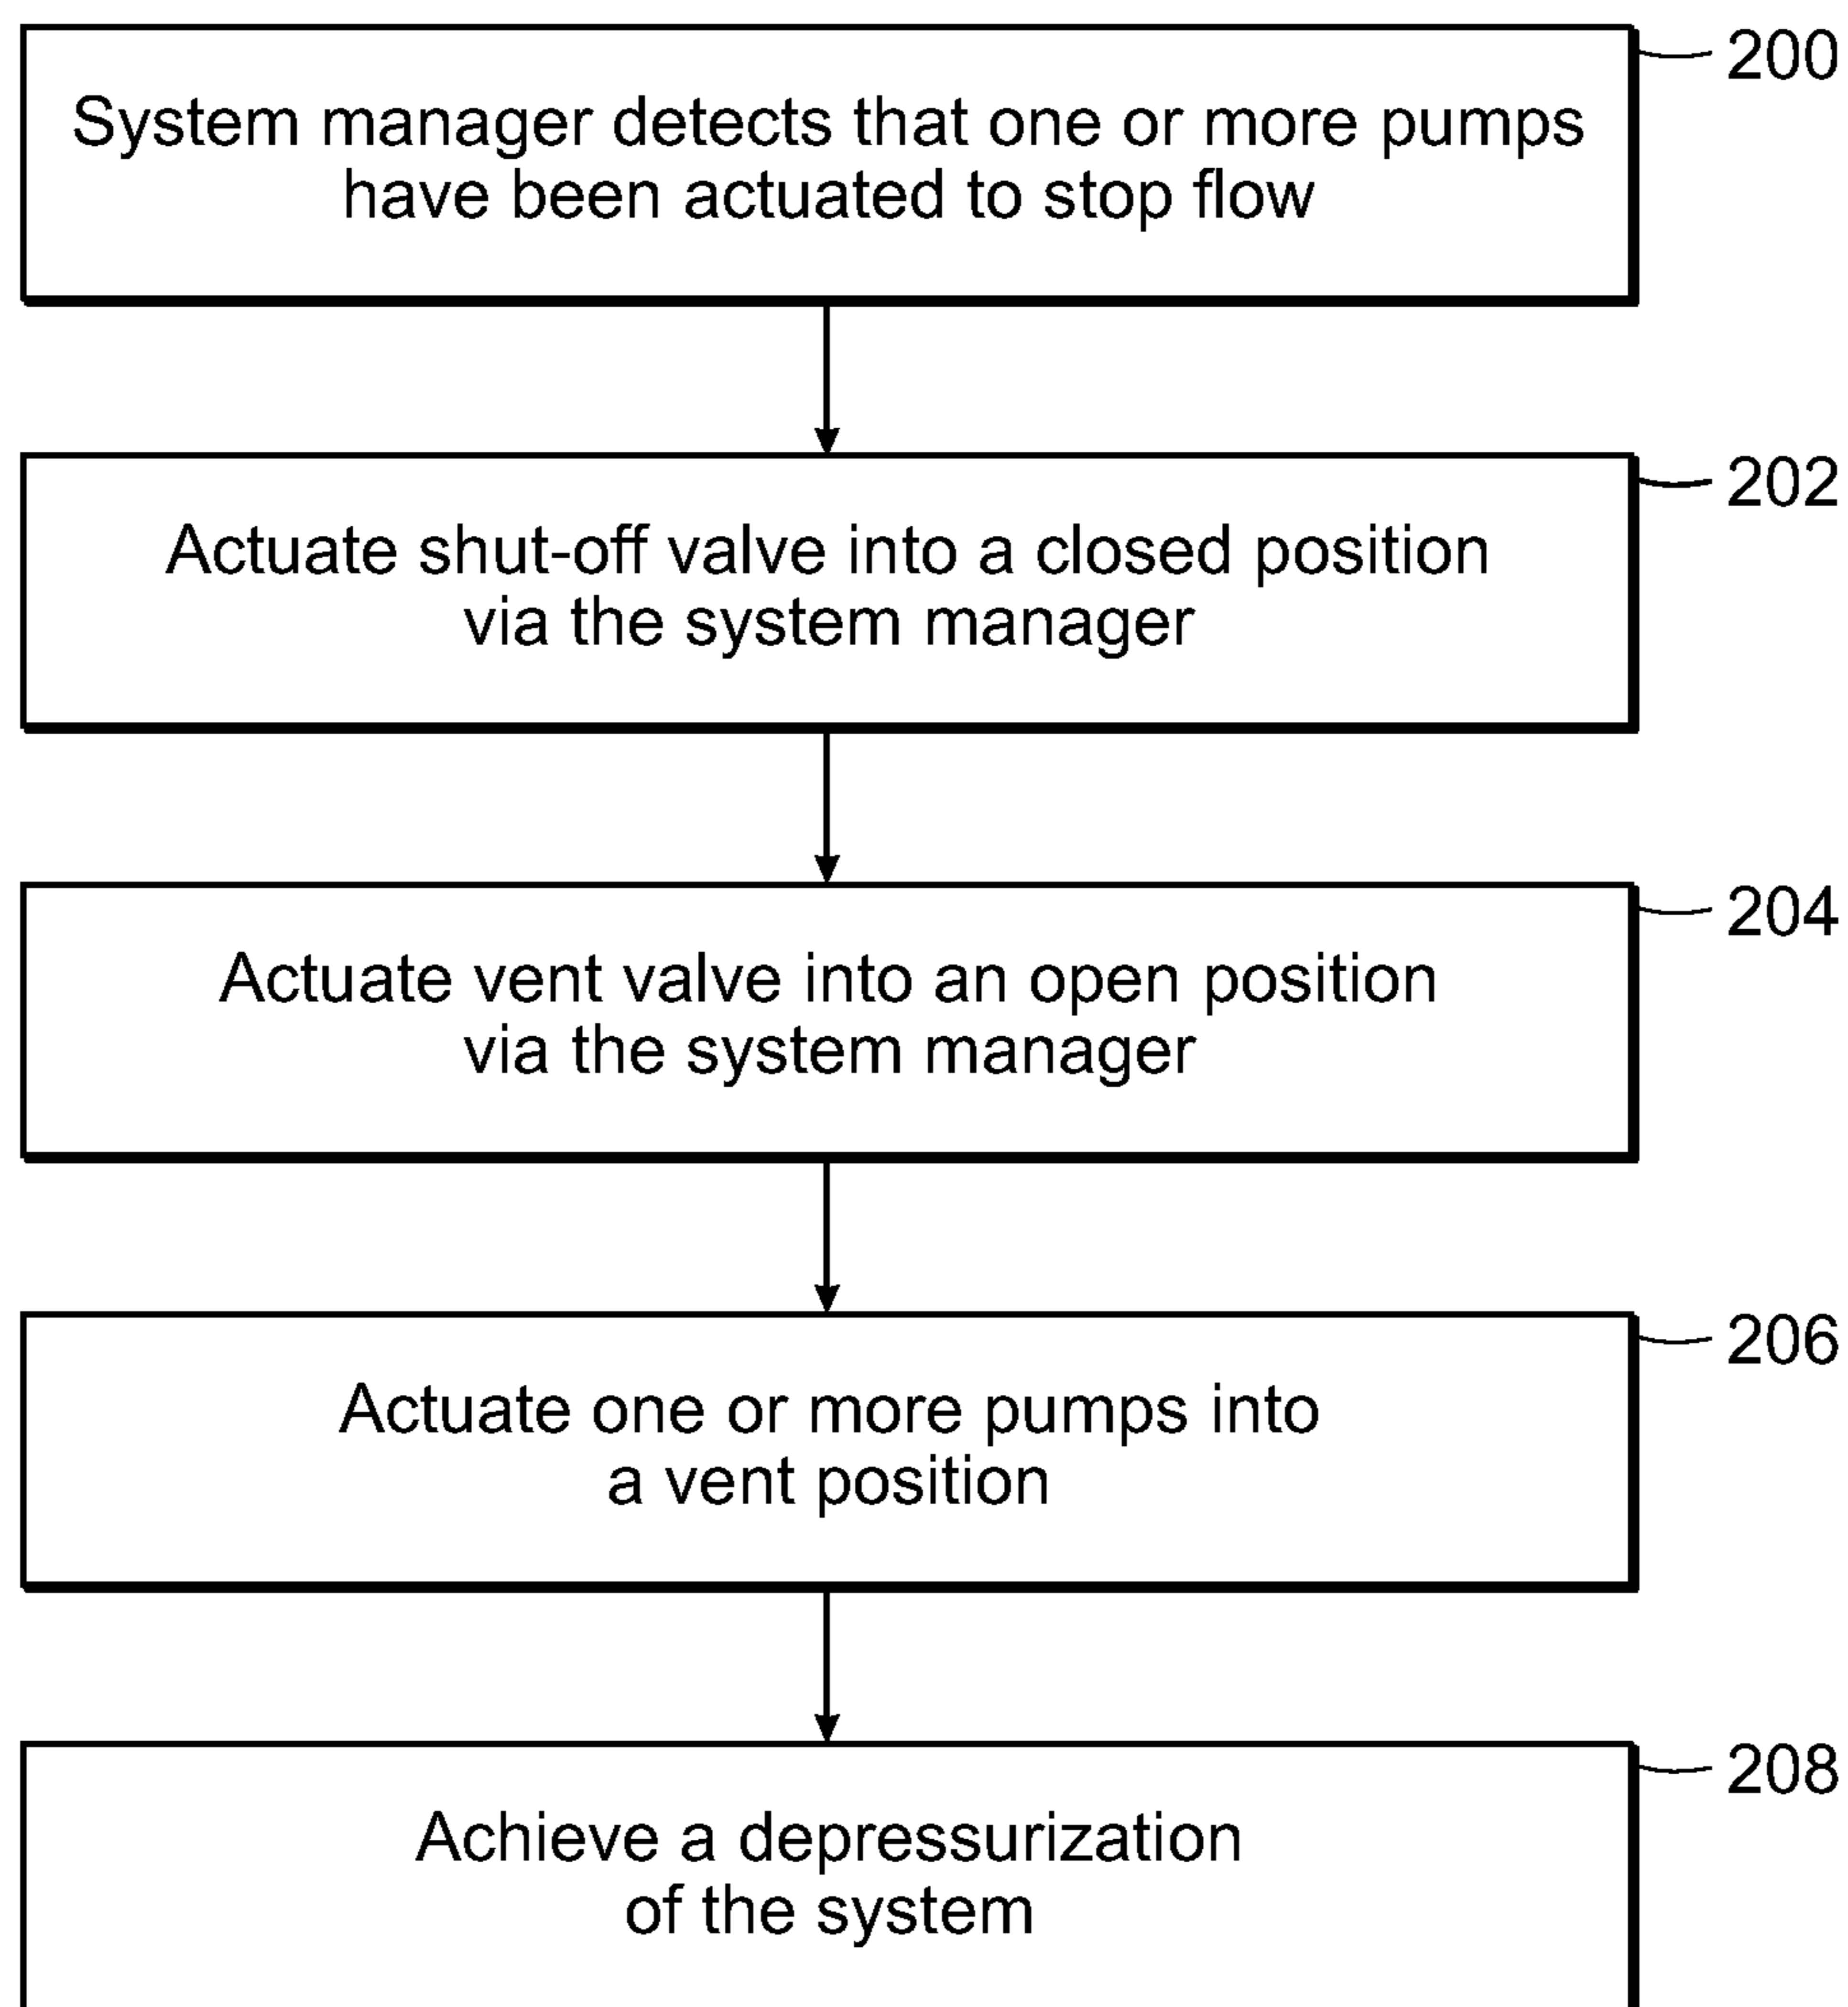 200
System manager detects that one or more pumps
have been actuated to stop flow
202
Actuate shut-off valve into a closed position
via the system manager
204
Actuate vent valve into an open position
via the system manager
206
Actuate one or more pumps into
a vent position
208
Achieve a depressurization
of the system